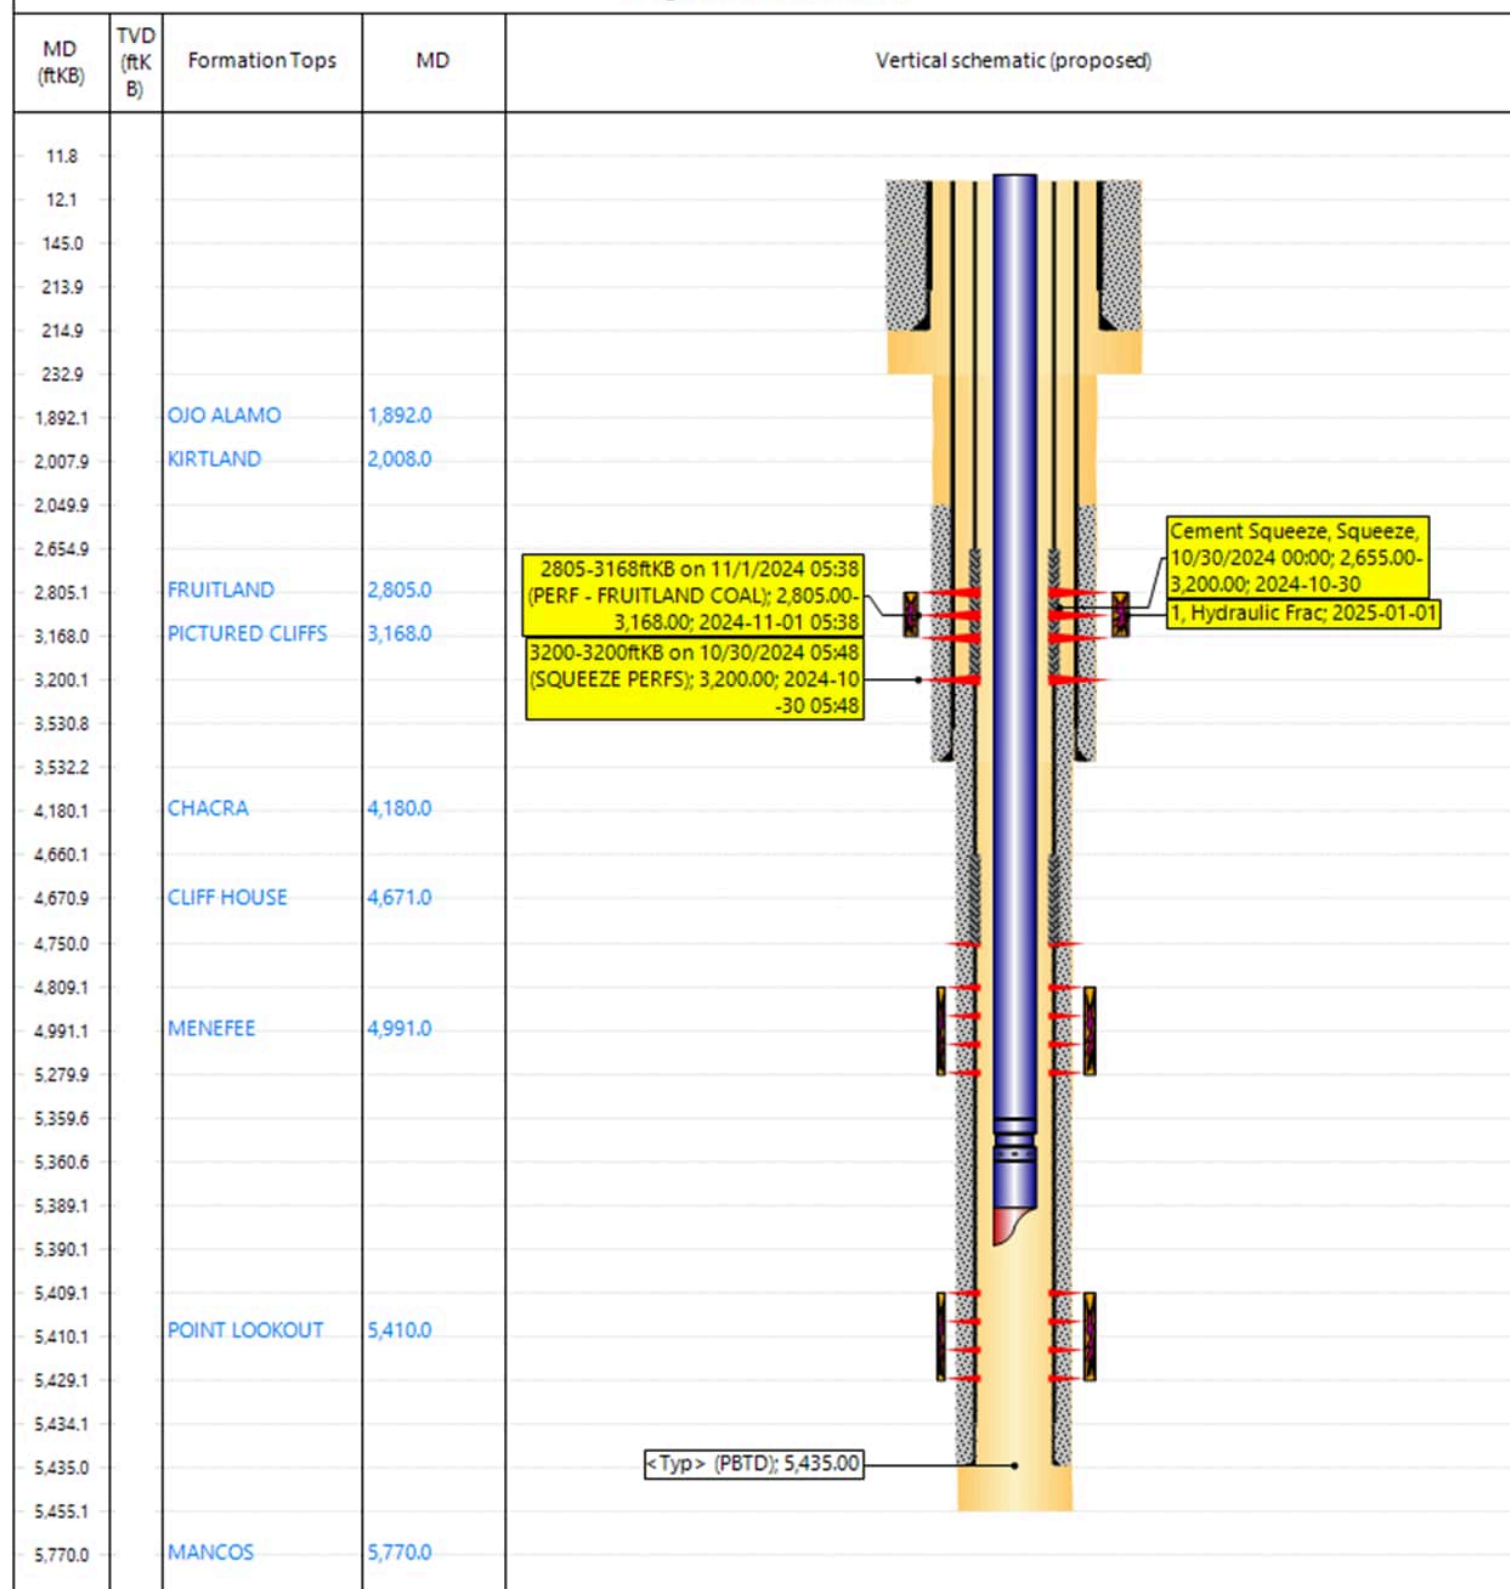 MD
(ftKB)
TVD
(ftK
B)
Formation Tops
MD
Vertical schematic (proposed)
11.8
12.1
145.0
213.9
214.9
232.9
1,892.1 OJO ALAMO 1,892.0
2,007.9 KIRTLAND 2,008.0
2,049.9
2,654.9
2,805.1 FRUITLAND 2,805.0
3,168.0 PICTURED CLIFFS 3,168.0
3,200.1
3,530.8
3,532.2
4,180.1 CHACRA 4,180.0
4,660.1
4,670.9 CLIFF HOUSE 4,671.0
4,750.0
4,809.1
4,991.1 MENEFEE 4,991.0
5,279.9
5,359.6
5,360.6
5,389.1
5,390.1
5,409.1
5,410.1 POINT LOOKOUT 5,410.0
5,429.1
5,434.1
5,435.0
5,455.1
5,770.0 MANCOS 5,770.0
2805-3168ftKB on 11/1/2024 05:38
(PERF - FRUITLAND COAL); 2,805.00-
3,168.00; 2024-11-01 05:38
3200-3200ftKB on 10/30/2024 05:48
(SQUEEZE PERFS); 3,200.00; 2024-10
-30 05:48
Cement Squeeze, Squeeze,
10/30/2024 00:00; 2,655.00-
3,200.00; 2024-10-30
1, Hydraulic Frac; 2025-01-01
<Typ> (PBTD); 5,435.00